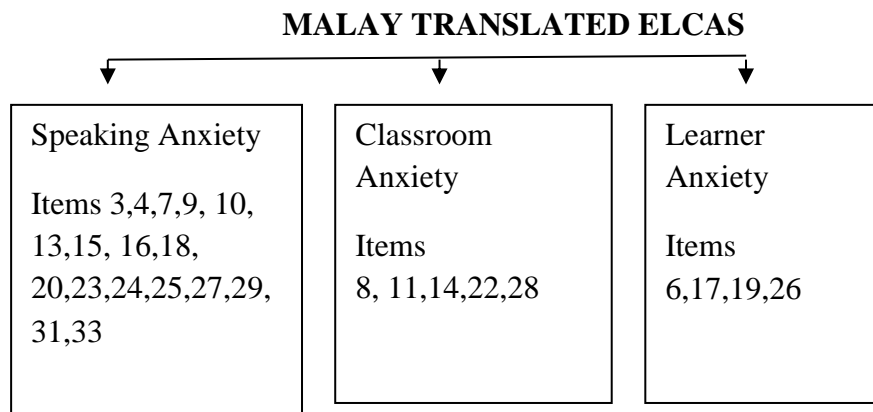 MALAY TRANSLATED ELCAS
Speaking Anxiety
Items 3,4,7,9, 10,
13,15, 16,18,
20,23,24,25,27,29,
31,33
Classroom
Anxiety
Items
8, 11,14,22,28
Learner
Anxiety
Items
6,17,19,26